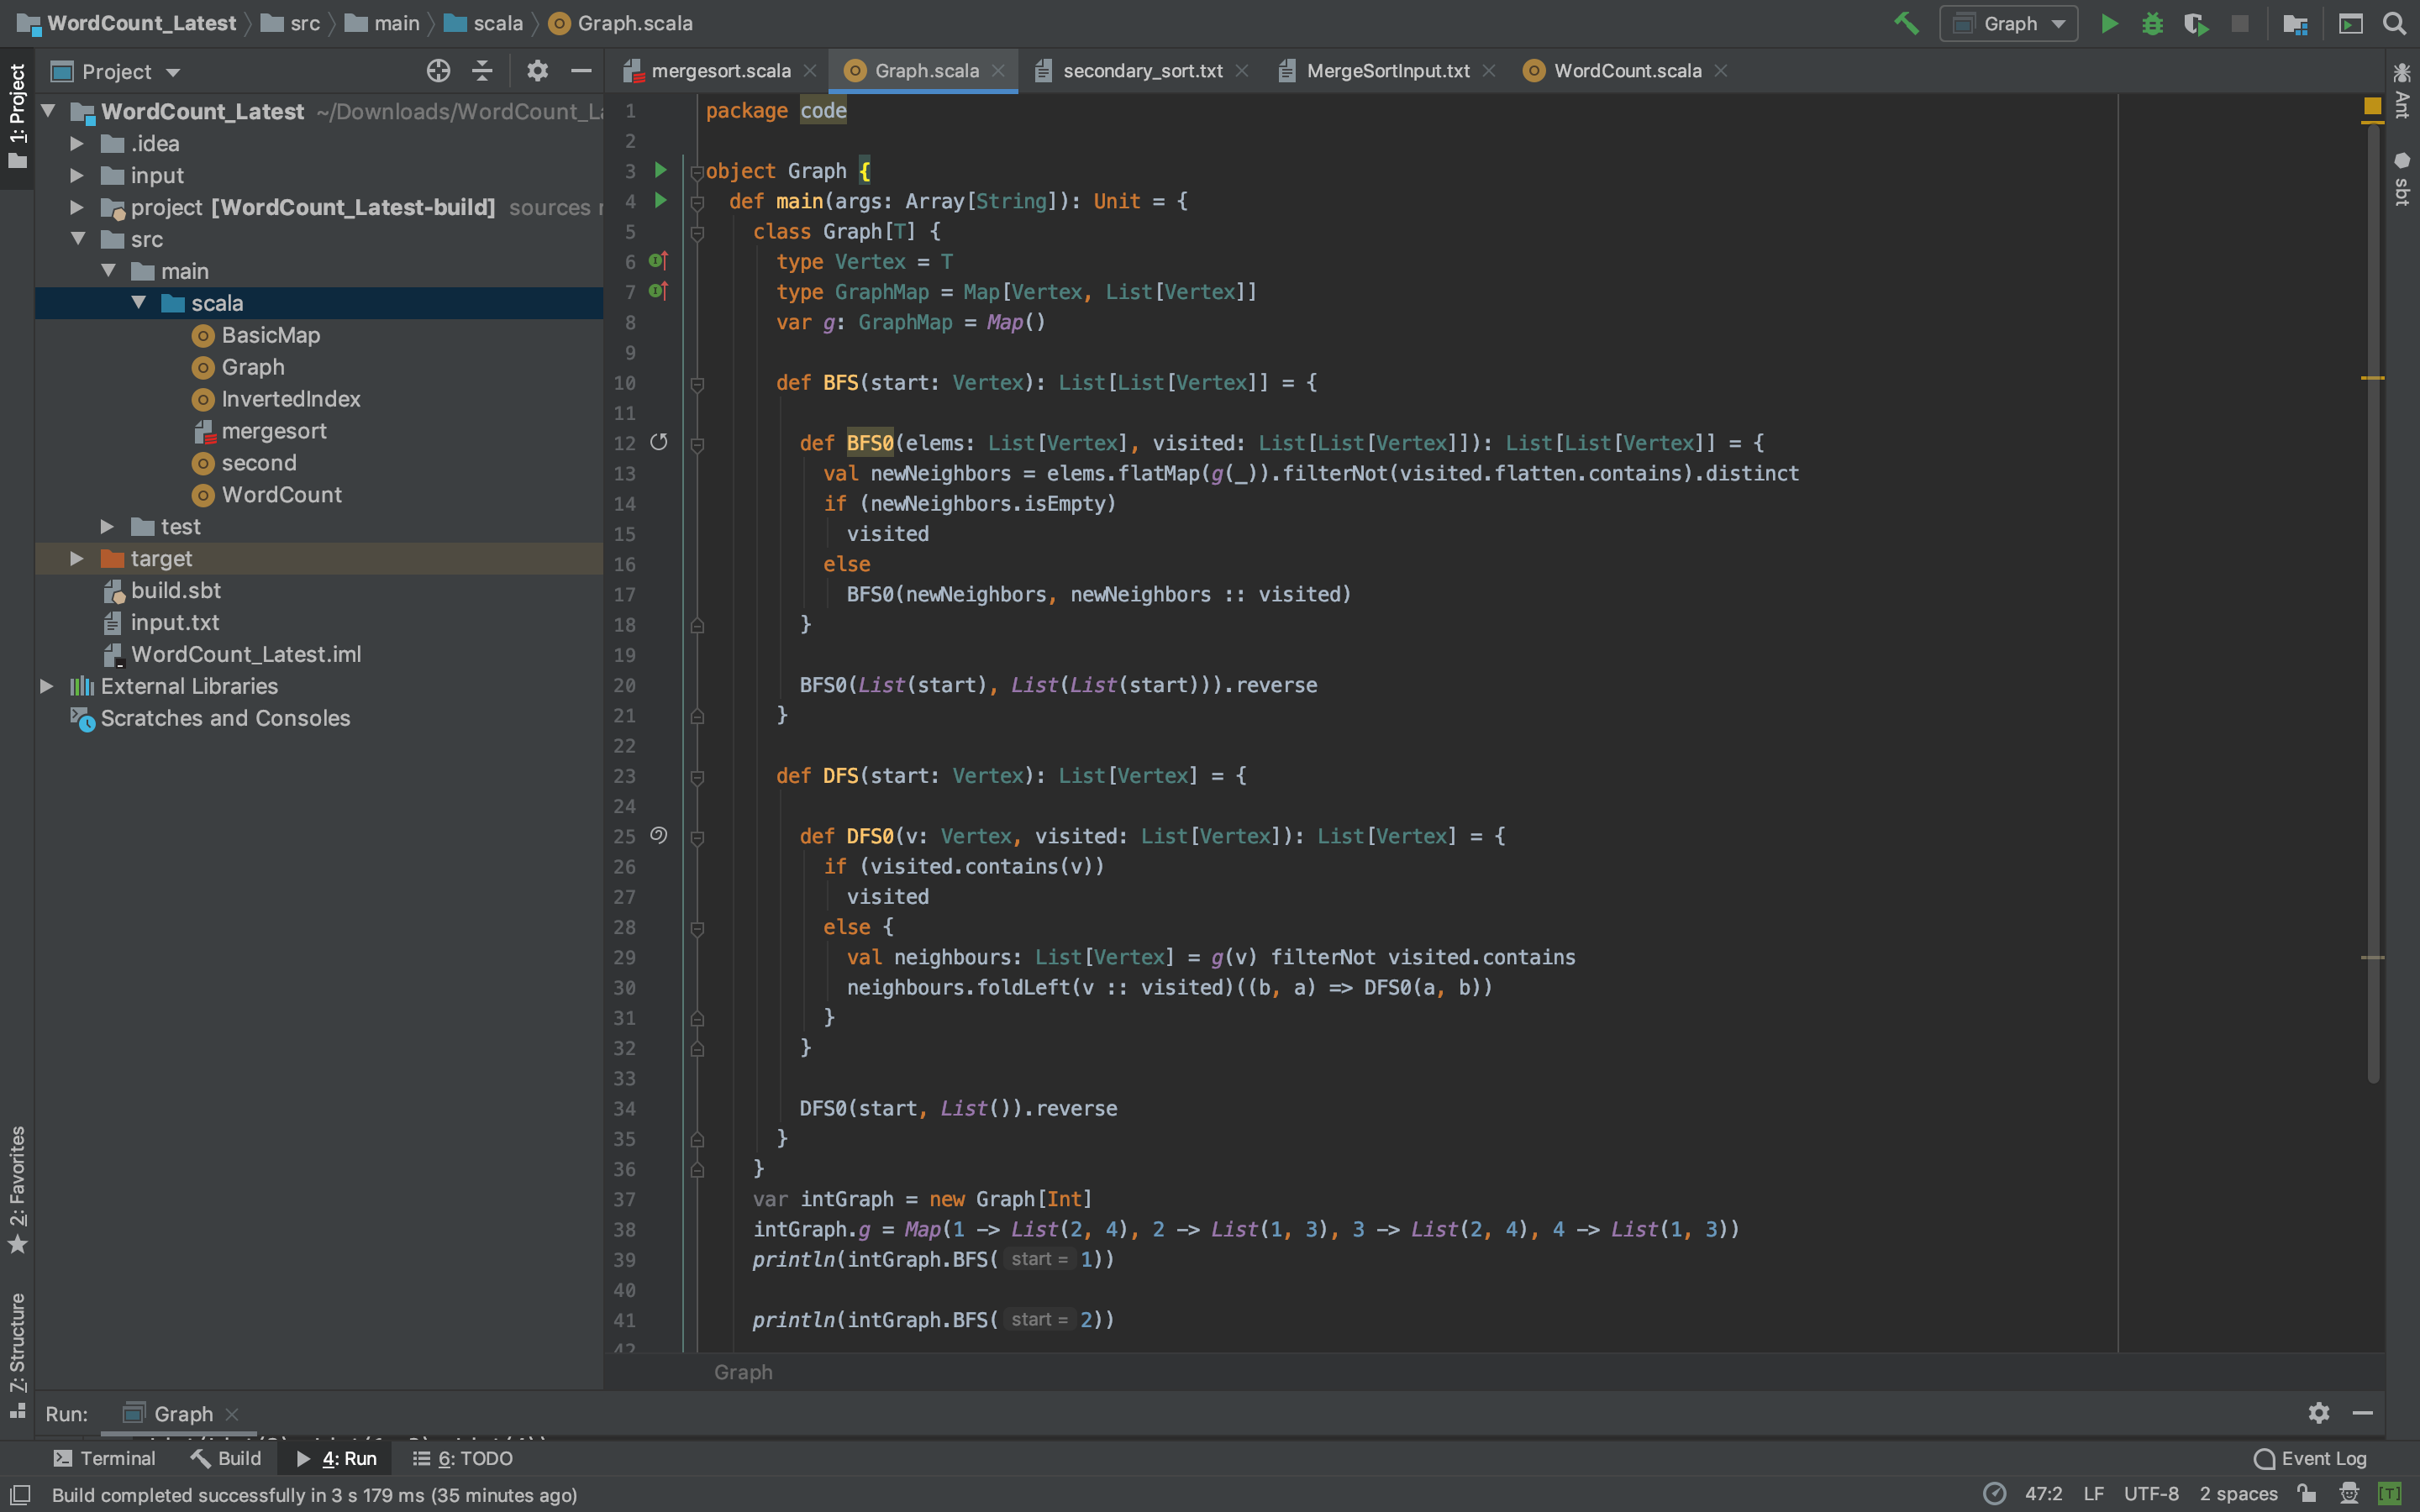 WordCount_Latest src main scala Graph.scala
Graph
1: Project
Project
mergesort.scala Graph.scala secondary_sort.txt MergeSortInput.txt WordCount.scala
WordCount_Latest ~/Downloads/WordCount_La
.idea
input
project [WordCount_Latest-build] sources r
src
main
scala
BasicMap
Graph
InvertedIndex
mergesort
second
WordCount
test
target
build.sbt
input.txt
WordCount_Latest.iml
External Libraries
Scratches and Consoles
1 package code
2
3 object Graph {
4 def main(args: Array[String]): Unit = {
5 class Graph[T] {
6 type Vertex = T
7 type GraphMap = Map[Vertex, List[Vertex]]
8 var g: GraphMap = Map()
9
10 def BFS(start: Vertex): List[List[Vertex]] = {
11
12 def BFS0(elems: List[Vertex], visited: List[List[Vertex]]): List[List[Vertex]] = {
13 val newNeighbors = elems.flatMap(g(_)).filterNot(visited.flatten.contains).distinct
14 if (newNeighbors.isEmpty)
15 visited
16 else
17 BFS0(newNeighbors, newNeighbors :: visited)
18 }
19
20 BFS0(List(start), List(List(start))).reverse
21 }
22
23 def DFS(start: Vertex): List[Vertex] = {
24
25 def DFS0(v: Vertex, visited: List[Vertex]): List[Vertex] = {
26 if (visited.contains(v))
27 visited
28 else {
29 val neighbours: List[Vertex] = g(v) filterNot visited.contains
30 neighbours.foldLeft(v :: visited)((b, a) => DFS0(a, b))
31 }
32 }
33
34 DFS0(start, List()).reverse
35 }
36 }
37 var intGraph = new Graph[Int]
38 intGraph.g = Map(1 -> List(2, 4), 2 -> List(1, 3), 3 -> List(2, 4), 4 -> List(1, 3))
39 println(intGraph.BFS( start = 1))
40
41 println(intGraph.BFS( start = 2))
42
Graph
Ant
sbt
2: Favorites
Z: Structure
Run: Graph
Terminal Build 4: Run 6: TODO Event Log
Build completed successfully in 3 s 179 ms (35 minutes ago) 47:2 LF UTF-8 2 spaces [T]